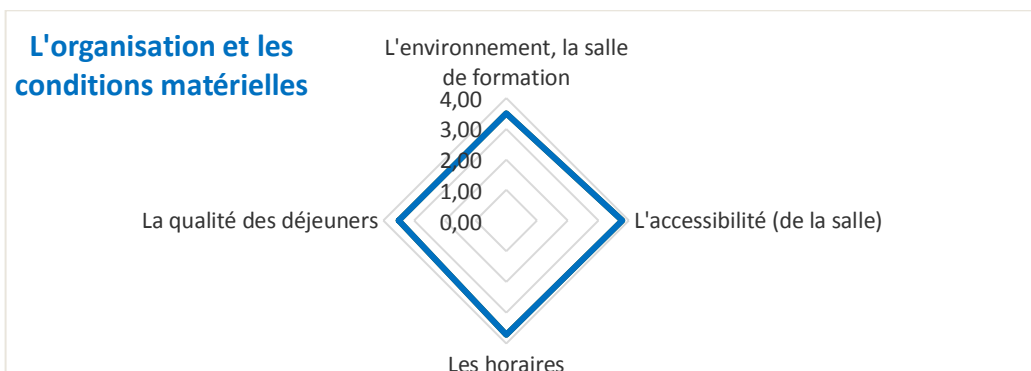 L'organisation et les
conditions matérielles
L'environnement, la salle
de formation
4,00
3,00
2,00
1,00
0,00
La qualité des déjeuners
L'accessibilité (de la salle)
Les horaires